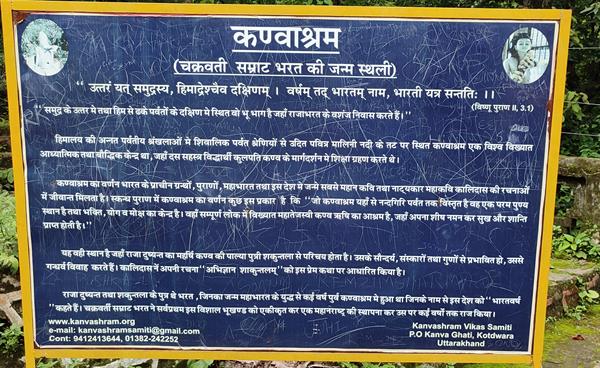 कण्वाश्रम
(चक्रवर्ती सम्राट भरत की जन्म स्थली)
“ उत्तरं यत् समुद्रस्य, हिमाद्रेश्चैव दक्षिणम् । वर्षम् तद् भारतम् नाम, भारती यत्र सन्ततिः ।।
(विष्णु पुराण II, 3.1)
“ समुद्र के उत्तर मे तथा हिम से ढके पर्वतों के दक्षिण मे स्थित वो भू भाग है जहाँ राजाभरत के वशंज निवास करते हैं।”
हिमालय की अनन्त पर्वतीय श्रंखलाओं मे शिवालिक पर्वत श्रेणियों से उदित पवित्र मालिनी नदी के तट पर स्थित कण्वाश्रम एक विश्व विख्यात
आध्यात्मिक तथा बौद्धिक केन्द्र था, जहाँ दस सहस्त्र विद्यार्थी कुलपति कण्व के मार्गदर्शन मे शिक्षा ग्रहण करते थे।
कण्वाश्रम का वर्णन भारत के प्राचीन ग्रन्थों, पुराणों, महाभारत तथा इस देश मे जन्मे सबसे महान कवि तथा नाट्यकार महाकवि कालिदास की रचनाओं
में जीवान्त मिलता है। स्कन्द पुराण में कण्वाश्रम का वर्णन कुछ इस प्रकार है कि “जो कण्वाश्रम यहाँ से नन्दगिरि पर्वत तक विस्तृत है वह एक परम पुण्य
स्थान है तथा भक्ति, योग व मोक्ष का केन्द्र है। वहाँ सम्पूर्ण लोक में विख्यात महातेजस्वी कण्व ऋषि का आश्रम है, जहाँ अपना शीष नमन कर सुख और शान्ति
प्राप्त होती है।”
यह वही स्थान है जहाँ राजा दुष्यन्त का महर्षि कण्व की पाल्या पुत्री शकुन्तला से परिचय होता है। उसके सौन्दर्य, संस्कारों तथा गुणों से प्रभावित हो, उससे
गन्धर्व विवाह करते हैं। कालिदास ने अपनी रचना “अभिज्ञान शाकुन्तलम्” को इस प्रेम कथा पर आधारित किया है।
राजा दुष्यन्त तथा शकुन्तला के पुत्र थे भरत , जिनका जन्म महाभारत के युद्ध से कई वर्ष पुर्व कण्वाश्रम मे हुआ था जिनके नाम से इस देश को “भारतवर्ष
“ कहते हैं। चक्रवर्ती सम्राट भरत ने सर्वप्रथम इस विशाल भूखण्ड को एकीकृत कर एक महानराष्ट्र की स्थापना कर उस पर कई वर्षों तक राज किया।
www.kanvashram.org
e-mail: kanvashramsamiti@gmail.com
Cont: 9412413644, 01382-242252
Kanvashram Vikas Samiti
P.O Kanva Ghati, Kotdwara
Uttarakhand